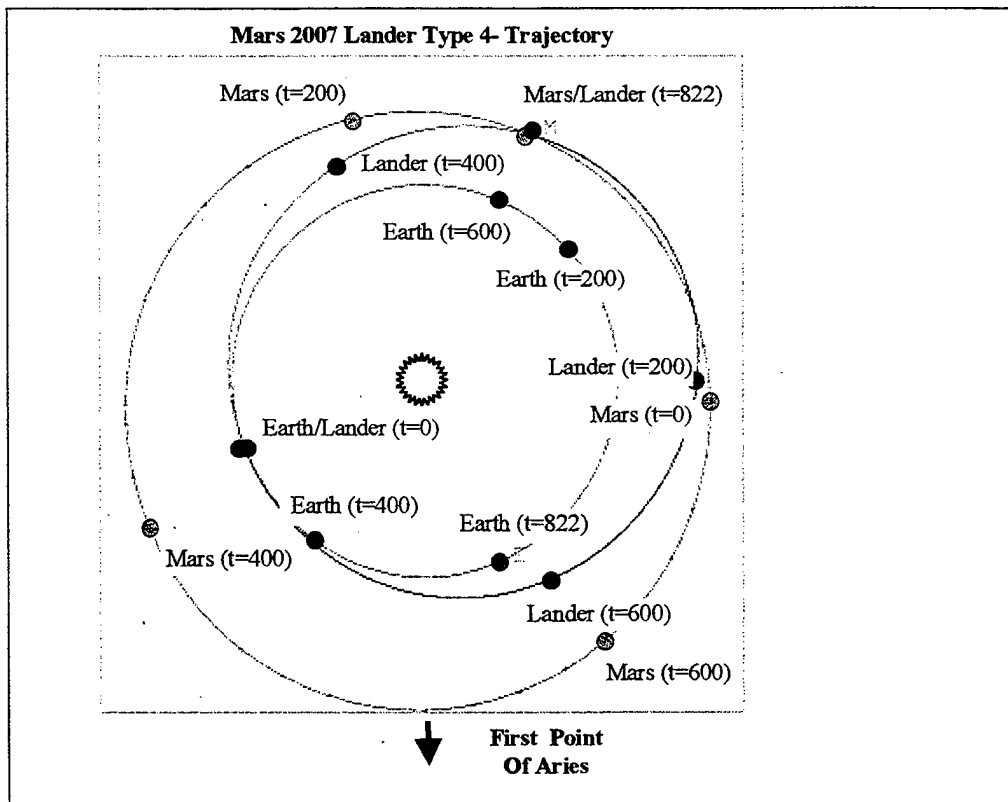 Mars 2007 Lander Type 4- Trajectory
Mars (t=200)
Mars/Lander (t=822)
Lander (t=400)
Earth (t=600)
Earth (t=200)
Lander (t=200)
Mars (t=0)
Earth/Lander (t=0)
Earth (t=400)
Earth (t=822)
Mars (t=400)
Lander (t=600)
Mars (t=600)
First Point
Of Aries